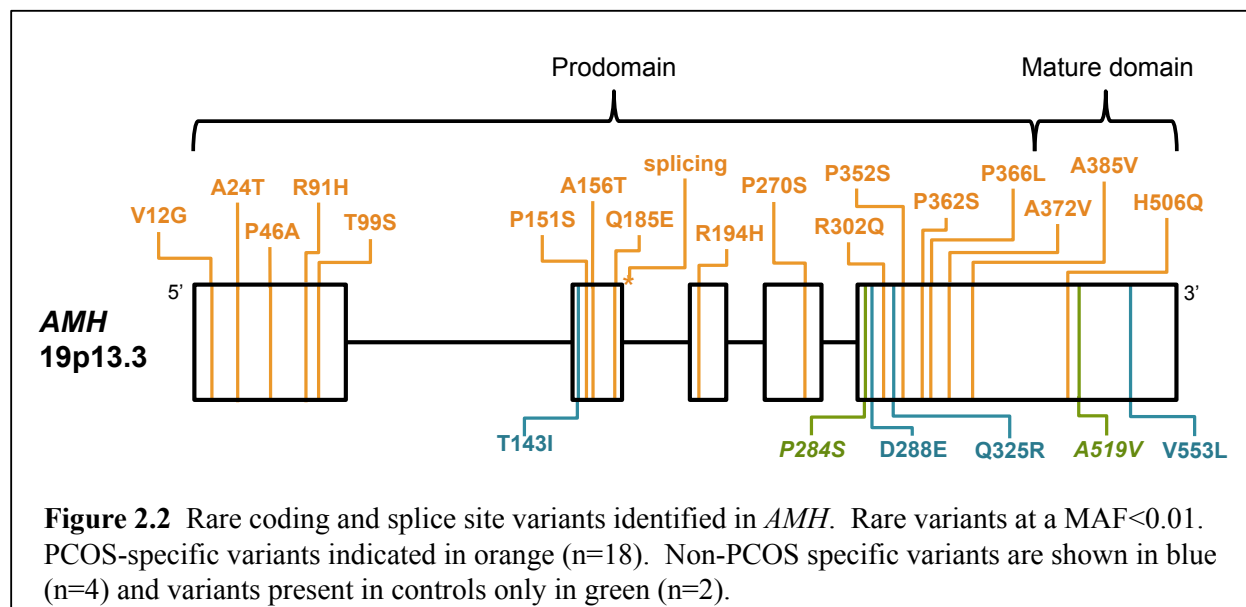 Prodomain
Mature domain
splicing
A385V
A24T
R91H
A156T
P270S
P352S
P366L
V12G
P46A
T99S
P151S
Q185E
R194H
R302Q
P362S
A372V
H506Q
*
5’
3’
AMH
19p13.3
T143I
P284S
D288E
Q325R
A519V
V553L
Figure 2.2 Rare coding and splice site variants identified in AMH. Rare variants at a MAF<0.01.
PCOS-specific variants indicated in orange (n=18). Non-PCOS specific variants are shown in blue
(n=4) and variants present in controls only in green (n=2).